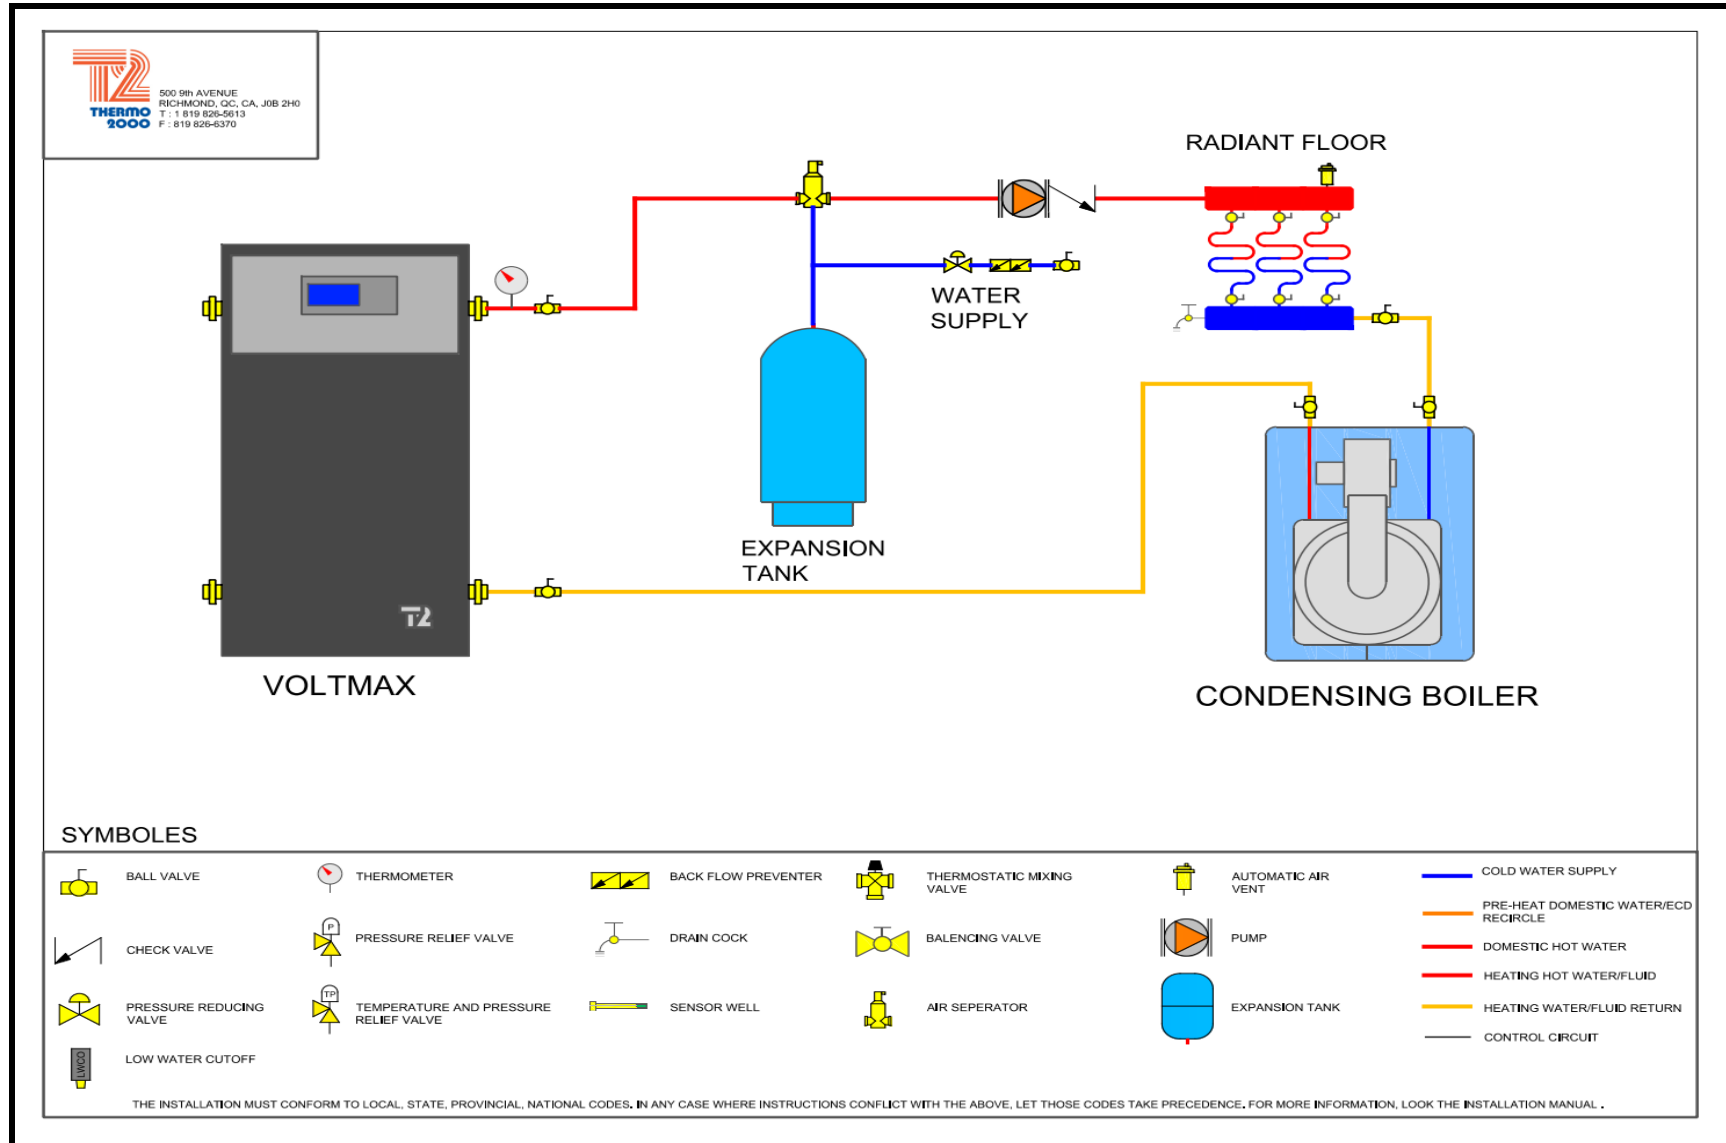 T2
THERMO
2000
500 9th AVENUE
RICHMOND, QC, CA, J0B 2H0
T : 1 819 826-5613
F : 819 826-6370
RADIANT FLOOR
WATER
SUPPLY
EXPANSION
TANK
T2
VOLTMAX
CONDENSING BOILER
SYMBOLES
BALL VALVE
THERMOMETER
BACK FLOW PREVENTER
THERMOSTATIC MIXING
VALVE
AUTOMATIC AIR
VENT
COLD WATER SUPPLY
PRE-HEAT DOMESTIC WATER/ECD
RECIRCLE
CHECK VALVE
P
PRESSURE RELIEF VALVE
DRAIN COCK
BALENCING VALVE
PUMP
DOMESTIC HOT WATER
HEATING HOT WATER/FLUID
PRESSURE REDUCING
VALVE
TP
TEMPERATURE AND PRESSURE
RELIEF VALVE
SENSOR WELL
AIR SEPERATOR
EXPANSION TANK
HEATING WATER/FLUID RETURN
CONTROL CIRCUIT
LWCO
LOW WATER CUTOFF
THE INSTALLATION MUST CONFORM TO LOCAL, STATE, PROVINCIAL, NATIONAL CODES. IN ANY CASE WHERE INSTRUCTIONS CONFLICT WITH THE ABOVE, LET THOSE CODES TAKE PRECEDENCE. FOR MORE INFORMATION, LOOK THE INSTALLATION MANUAL .